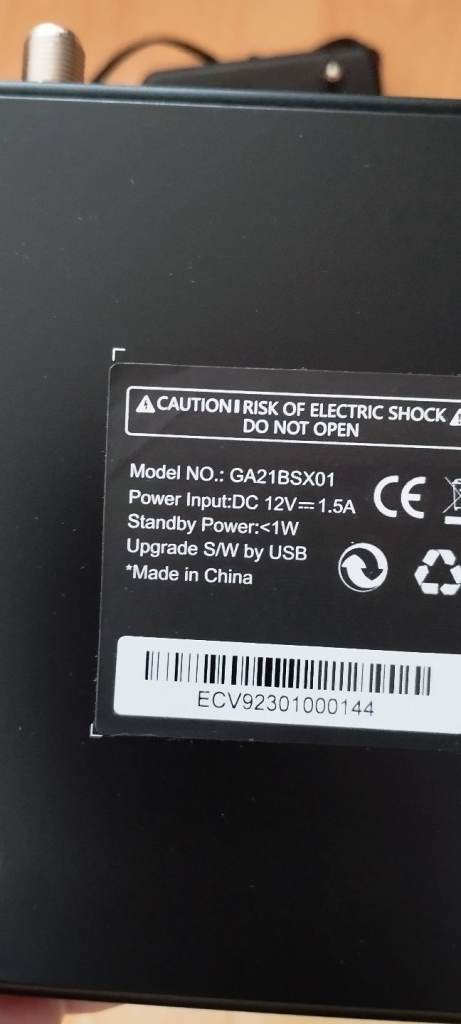 CAUTION! RISK OF ELECTRIC SHOCK
DO NOT OPEN
Model NO.: GA21BSX01
Power Input:DC 12V⎓1.5A
Standby Power:<1W
Upgrade S/W by USB
*Made in China
CE
ECV92301000144